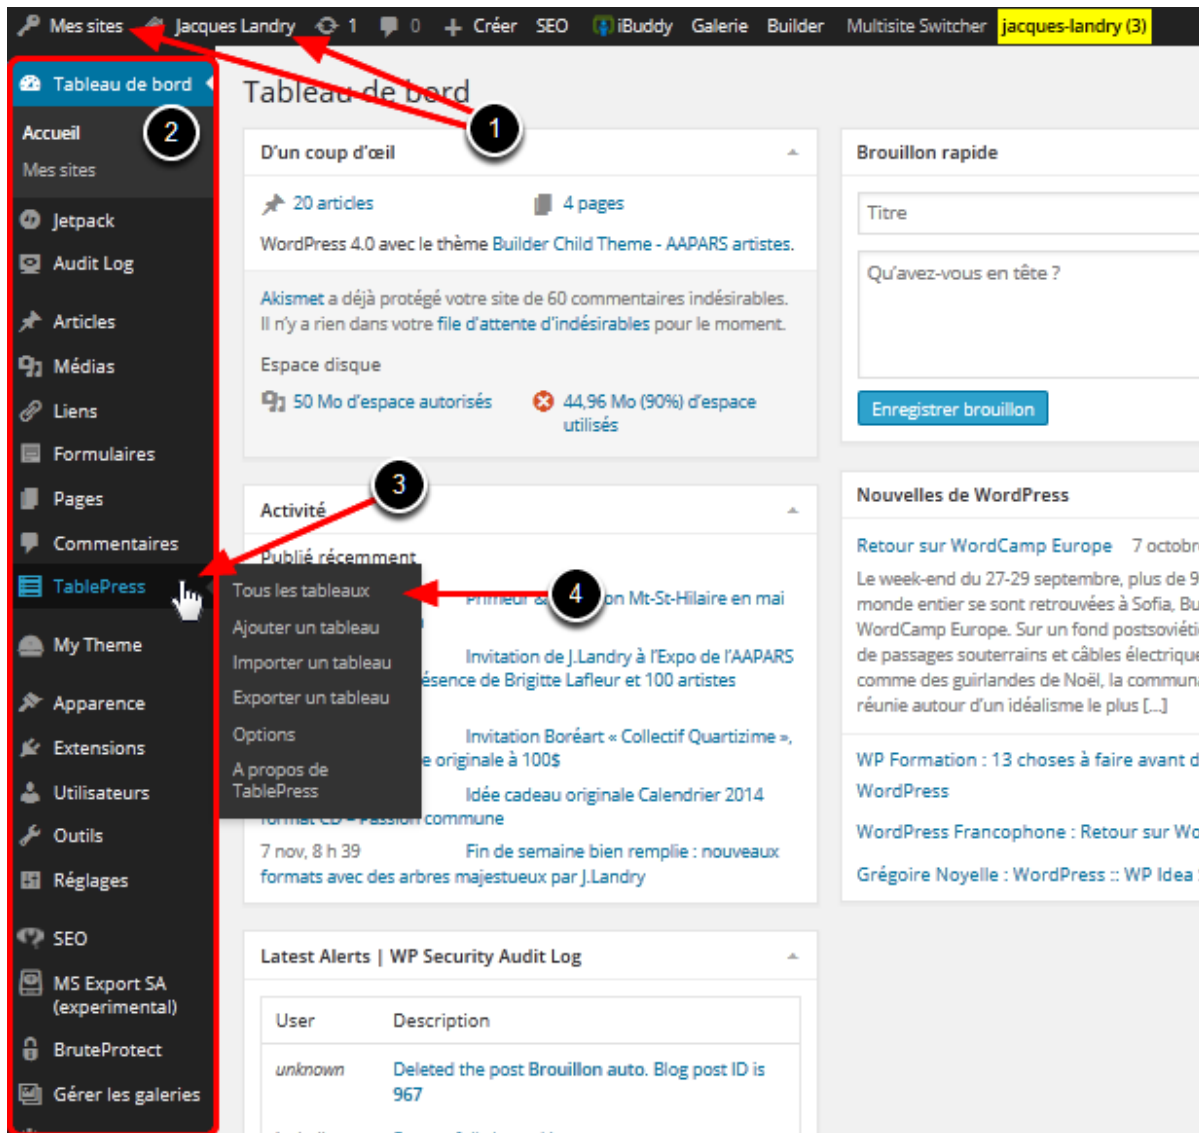 Mes sites Jacques Landry 1 0 Créer SEO iBuddy Galerie Builder Multisite Switcher jacques-landry (3)
Tableau de bord
Accueil
Mes sites
Jetpack
Audit Log
Articles
Médias
Liens
Formulaires
Pages
Commentaires
TablePress
My Theme
Apparence
Extensions
Utilisateurs
Outils
Réglages
SEO
MS Export SA
(experimental)
BruteProtect
Gérer les galeries
2
1
3
4
Tous les tableaux
Ajouter un tableau
Importer un tableau
Exporter un tableau
Options
A propos de
TablePress
Tableau de bord
D'un coup d'œil
20 articles 4 pages
WordPress 4.0 avec le thème Builder Child Theme - AAPARS artistes.
Akismet a déjà protégé votre site de 60 commentaires indésirables.
Il n'y a rien dans votre file d'attente d'indésirables pour le moment.
Espace disque
50 Mo d'espace autorisés 44,96 Mo (90%) d'espace
utilisés
Activité
Publié récemment
Primeur & on Mt-St-Hilaire en mai
Invitation de J.Landry à l'Expo de l'AAPARS
ésence de Brigitte Lafleur et 100 artistes
Invitation Boréart « Collectif Quartizime »,
e originale à 100$
Idée cadeau originale Calendrier 2014
format CD – Passion commune
7 nov, 8 h 39 Fin de semaine bien remplie : nouveaux
formats avec des arbres majestueux par J.Landry
Latest Alerts | WP Security Audit Log
User Description
unknown Deleted the post Brouillon auto. Blog post ID is
967
Brouillon rapide
Titre
Qu'avez-vous en tête ?
Enregistrer brouillon
Nouvelles de WordPress
Retour sur WordCamp Europe 7 octobr
Le week-end du 27-29 septembre, plus de 9
monde entier se sont retrouvées à Sofia, Bu
WordCamp Europe. Sur un fond postsoviéti
de passages souterrains et câbles électrique
comme des guirlandes de Noël, la communa
réunie autour d'un idéalisme le plus [...]
WP Formation : 13 choses à faire avant d
WordPress
WordPress Francophone : Retour sur Wo
Grégoire Noyelle : WordPress :: WP Idea